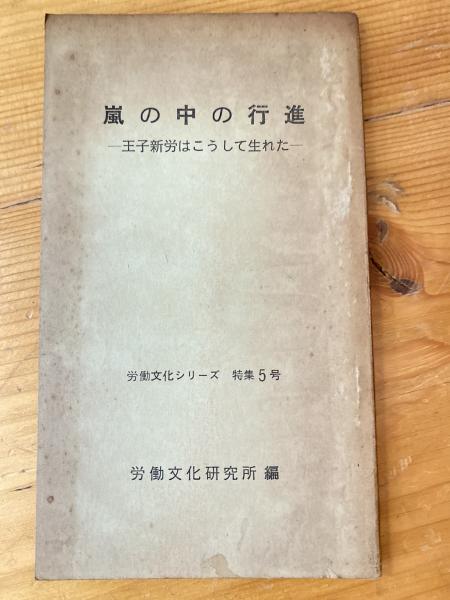 嵐の中の行進
—王子新労はこうして生れた—
労働文化シリーズ 特集5号
労働文化研究所 編